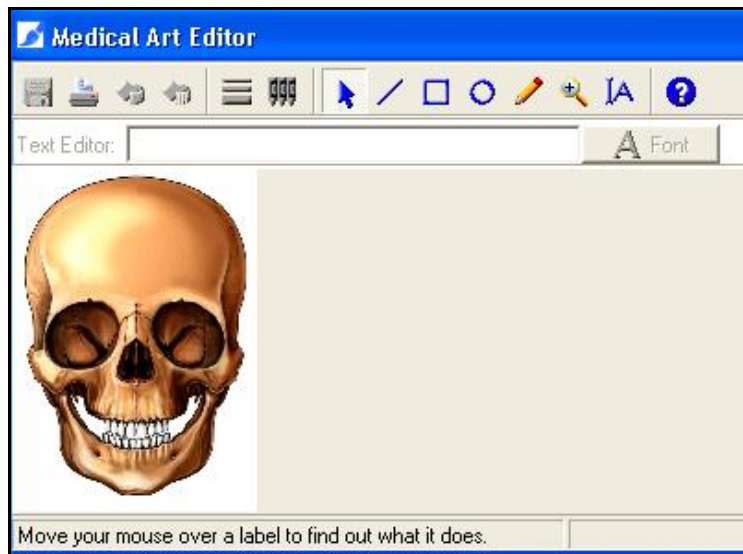 Medical Art Editor
A
?
Text Editor:
A Font
Move your mouse over a label to find out what it does.